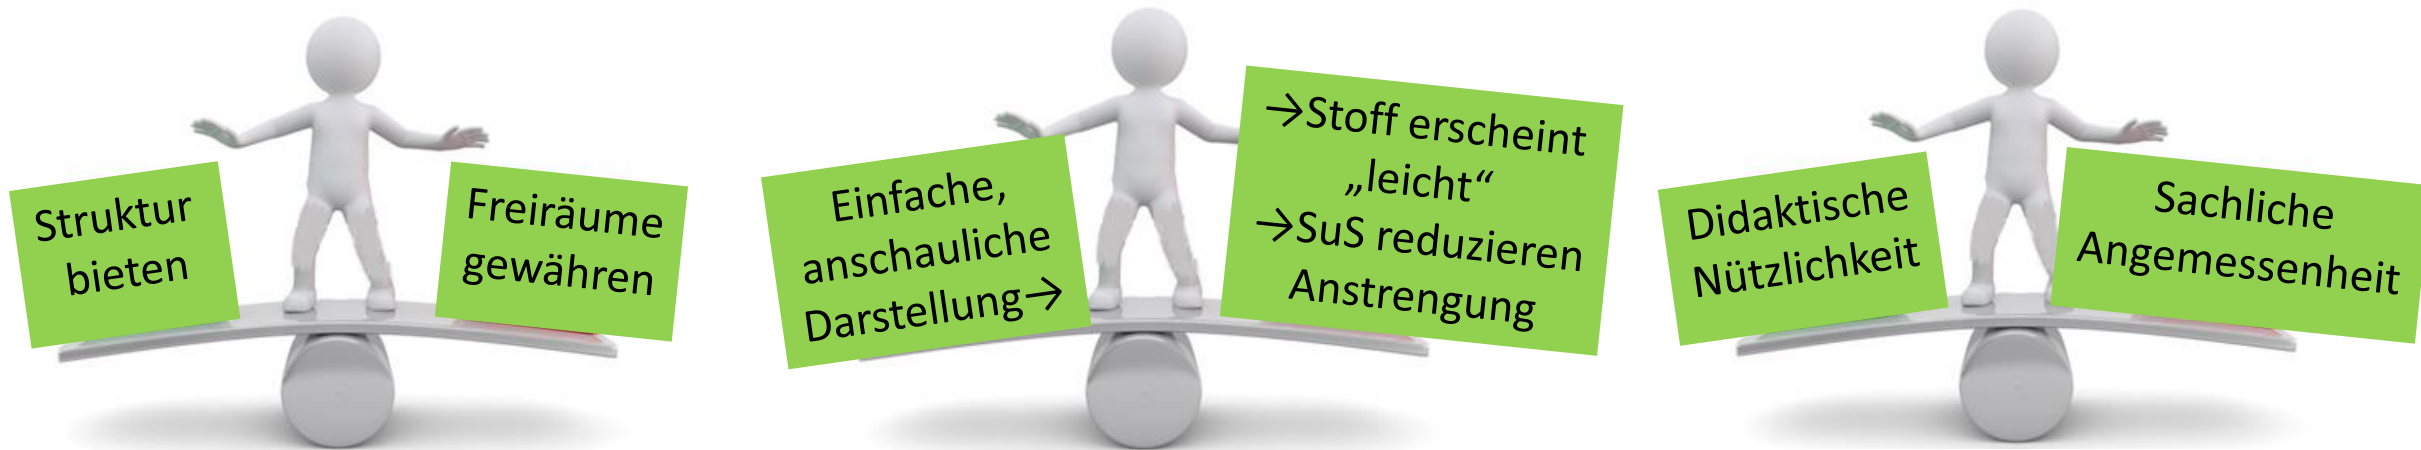 Struktur
bieten
Freiräume
gewähren
Einfache,
anschauliche
Darstellung→
→Stoff erscheint
„leicht“
→SuS reduzieren
Anstrengung
Didaktische
Nützlichkeit
Sachliche
Angemessenheit